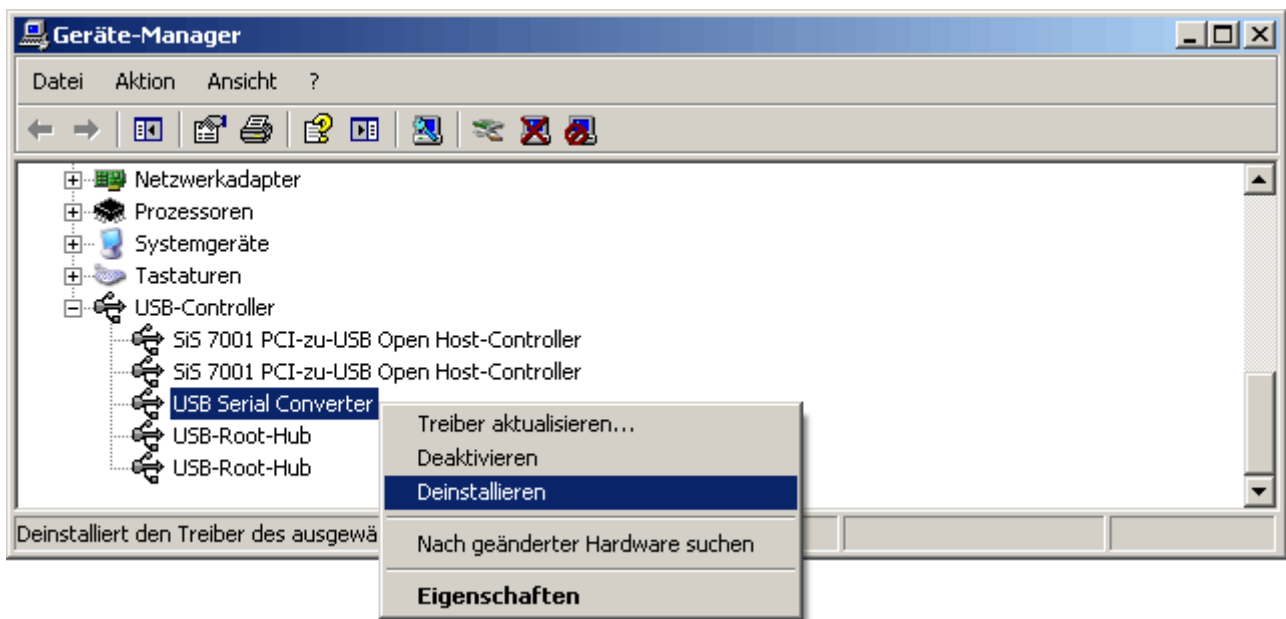 Geräte-Manager
Datei Aktion Ansicht ?
Netzwerkadapter
Prozessoren
Systemgeräte
Tastaturen
USB-Controller
SiS 7001 PCI-zu-USB Open Host-Controller
SiS 7001 PCI-zu-USB Open Host-Controller
USB Serial Converter
USB-Root-Hub
USB-Root-Hub
Treiber aktualisieren...
Deaktivieren
Deinstallieren
Nach geänderter Hardware suchen
Eigenschaften
Deinstalliert den Treiber des ausgewä